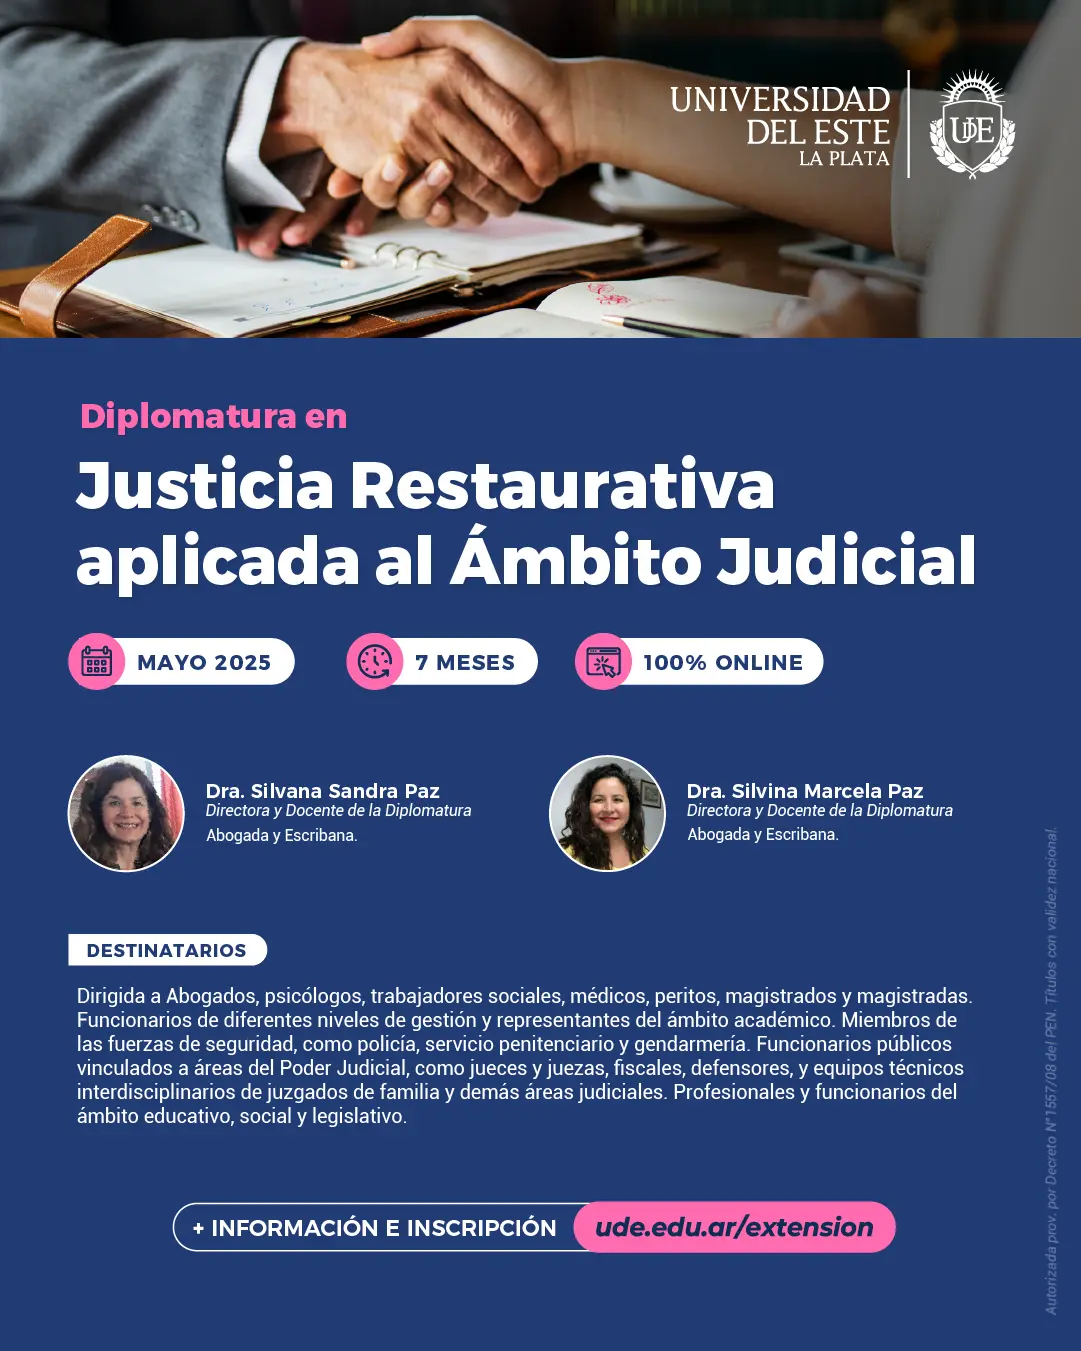 UNIVERSIDAD
DEL ESTE
LA PLATA
UDE
Diplomatura en
Justicia Restaurativa
aplicada al Ámbito Judicial
MAYO 2025
7 MESES
100% ONLINE
Dra. Silvana Sandra Paz
Directora y Docente de la Diplomatura
Abogada y Escribana.
Dra. Silvina Marcela Paz
Directora y Docente de la Diplomatura
Abogada y Escribana.
DESTINATARIOS
Dirigida a Abogados, psicólogos, trabajadores sociales, médicos, peritos, magistrados y magistradas.
Funcionarios de diferentes niveles de gestión y representantes del ámbito académico. Miembros de
las fuerzas de seguridad, como policía, servicio penitenciario y gendarmería. Funcionarios públicos
vinculados a áreas del Poder Judicial, como jueces y juezas, fiscales, defensores, y equipos técnicos
interdisciplinarios de juzgados de familia y demás áreas judiciales. Profesionales y funcionarios del
ámbito educativo, social y legislativo.
+ INFORMACIÓN E INSCRIPCIÓN
ude.edu.ar/extension
Autorizada prov. por Decreto N°1557/08 del PEN. Títulos con validez nacional.